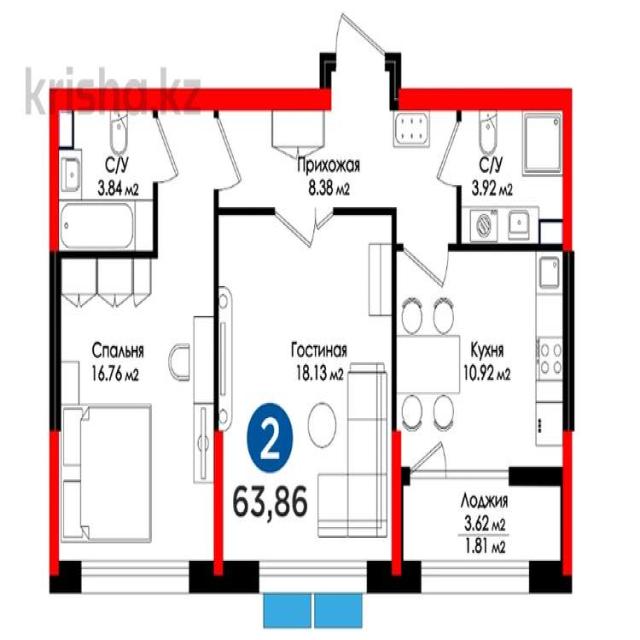 krisha.kz
С/У
3.84 м2
Прихожая
8.38 м2
С/У
3.92 м2
Спальня
16.76 м2
Гостиная
18.13 м2
Кухня
10.92 м2
2
63,86
Лоджия
3.62 м2
1.81 м2